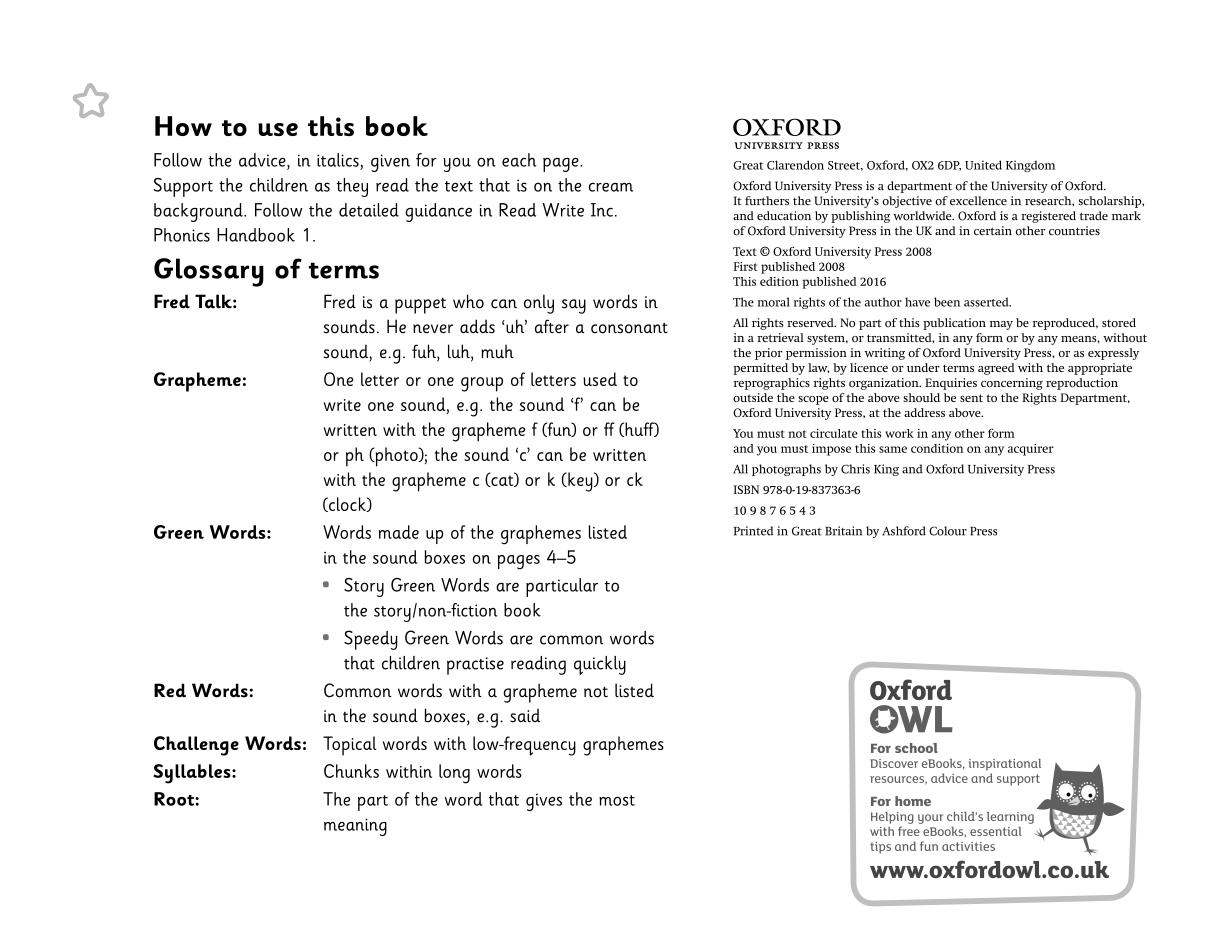 How to use this book
Follow the advice, in italics, given for you on each page.
Support the children as they read the text that is on the cream
background. Follow the detailed guidance in Read Write Inc.
Phonics Handbook 1.
Glossary of terms
Fred Talk: Fred is a puppet who can only say words in
sounds. He never adds ‘uh’ after a consonant
sound, e.g. fuh, luh, muh
Grapheme: One letter or one group of letters used to
write one sound, e.g. the sound ‘f’ can be
written with the grapheme f (fun) or ff (huff)
or ph (photo); the sound ‘c’ can be written
with the grapheme c (cat) or k (key) or ck
(clock)
Green Words: Words made up of the graphemes listed
in the sound boxes on pages 4–5
• Story Green Words are particular to
the story/non-fiction book
• Speedy Green Words are common words
that children practise reading quickly
Red Words: Common words with a grapheme not listed
in the sound boxes, e.g. said
Challenge Words: Topical words with low-frequency graphemes
Syllables: Chunks within long words
Root: The part of the word that gives the most
meaning
OXFORD
UNIVERSITY PRESS
Great Clarendon Street, Oxford, OX2 6DP, United Kingdom
Oxford University Press is a department of the University of Oxford.
It furthers the University’s objective of excellence in research, scholarship,
and education by publishing worldwide. Oxford is a registered trade mark
of Oxford University Press in the UK and in certain other countries
Text © Oxford University Press 2008
First published 2008
This edition published 2016
The moral rights of the author have been asserted.
All rights reserved. No part of this publication may be reproduced, stored
in a retrieval system, or transmitted, in any form or by any means, without
the prior permission in writing of Oxford University Press, or as expressly
permitted by law, by licence or under terms agreed with the appropriate
reprographics rights organization. Enquiries concerning reproduction
outside the scope of the above should be sent to the Rights Department,
Oxford University Press, at the address above.
You must not circulate this work in any other form
and you must impose this same condition on any acquirer
All photographs by Chris King and Oxford University Press
ISBN 978-0-19-837363-6
10 9 8 7 6 5 4 3
Printed in Great Britain by Ashford Colour Press
Oxford
OWL
For school
Discover eBooks, inspirational
resources, advice and support
For home
Helping your child’s learning
with free eBooks, essential
tips and fun activities
www.oxfordowl.co.uk